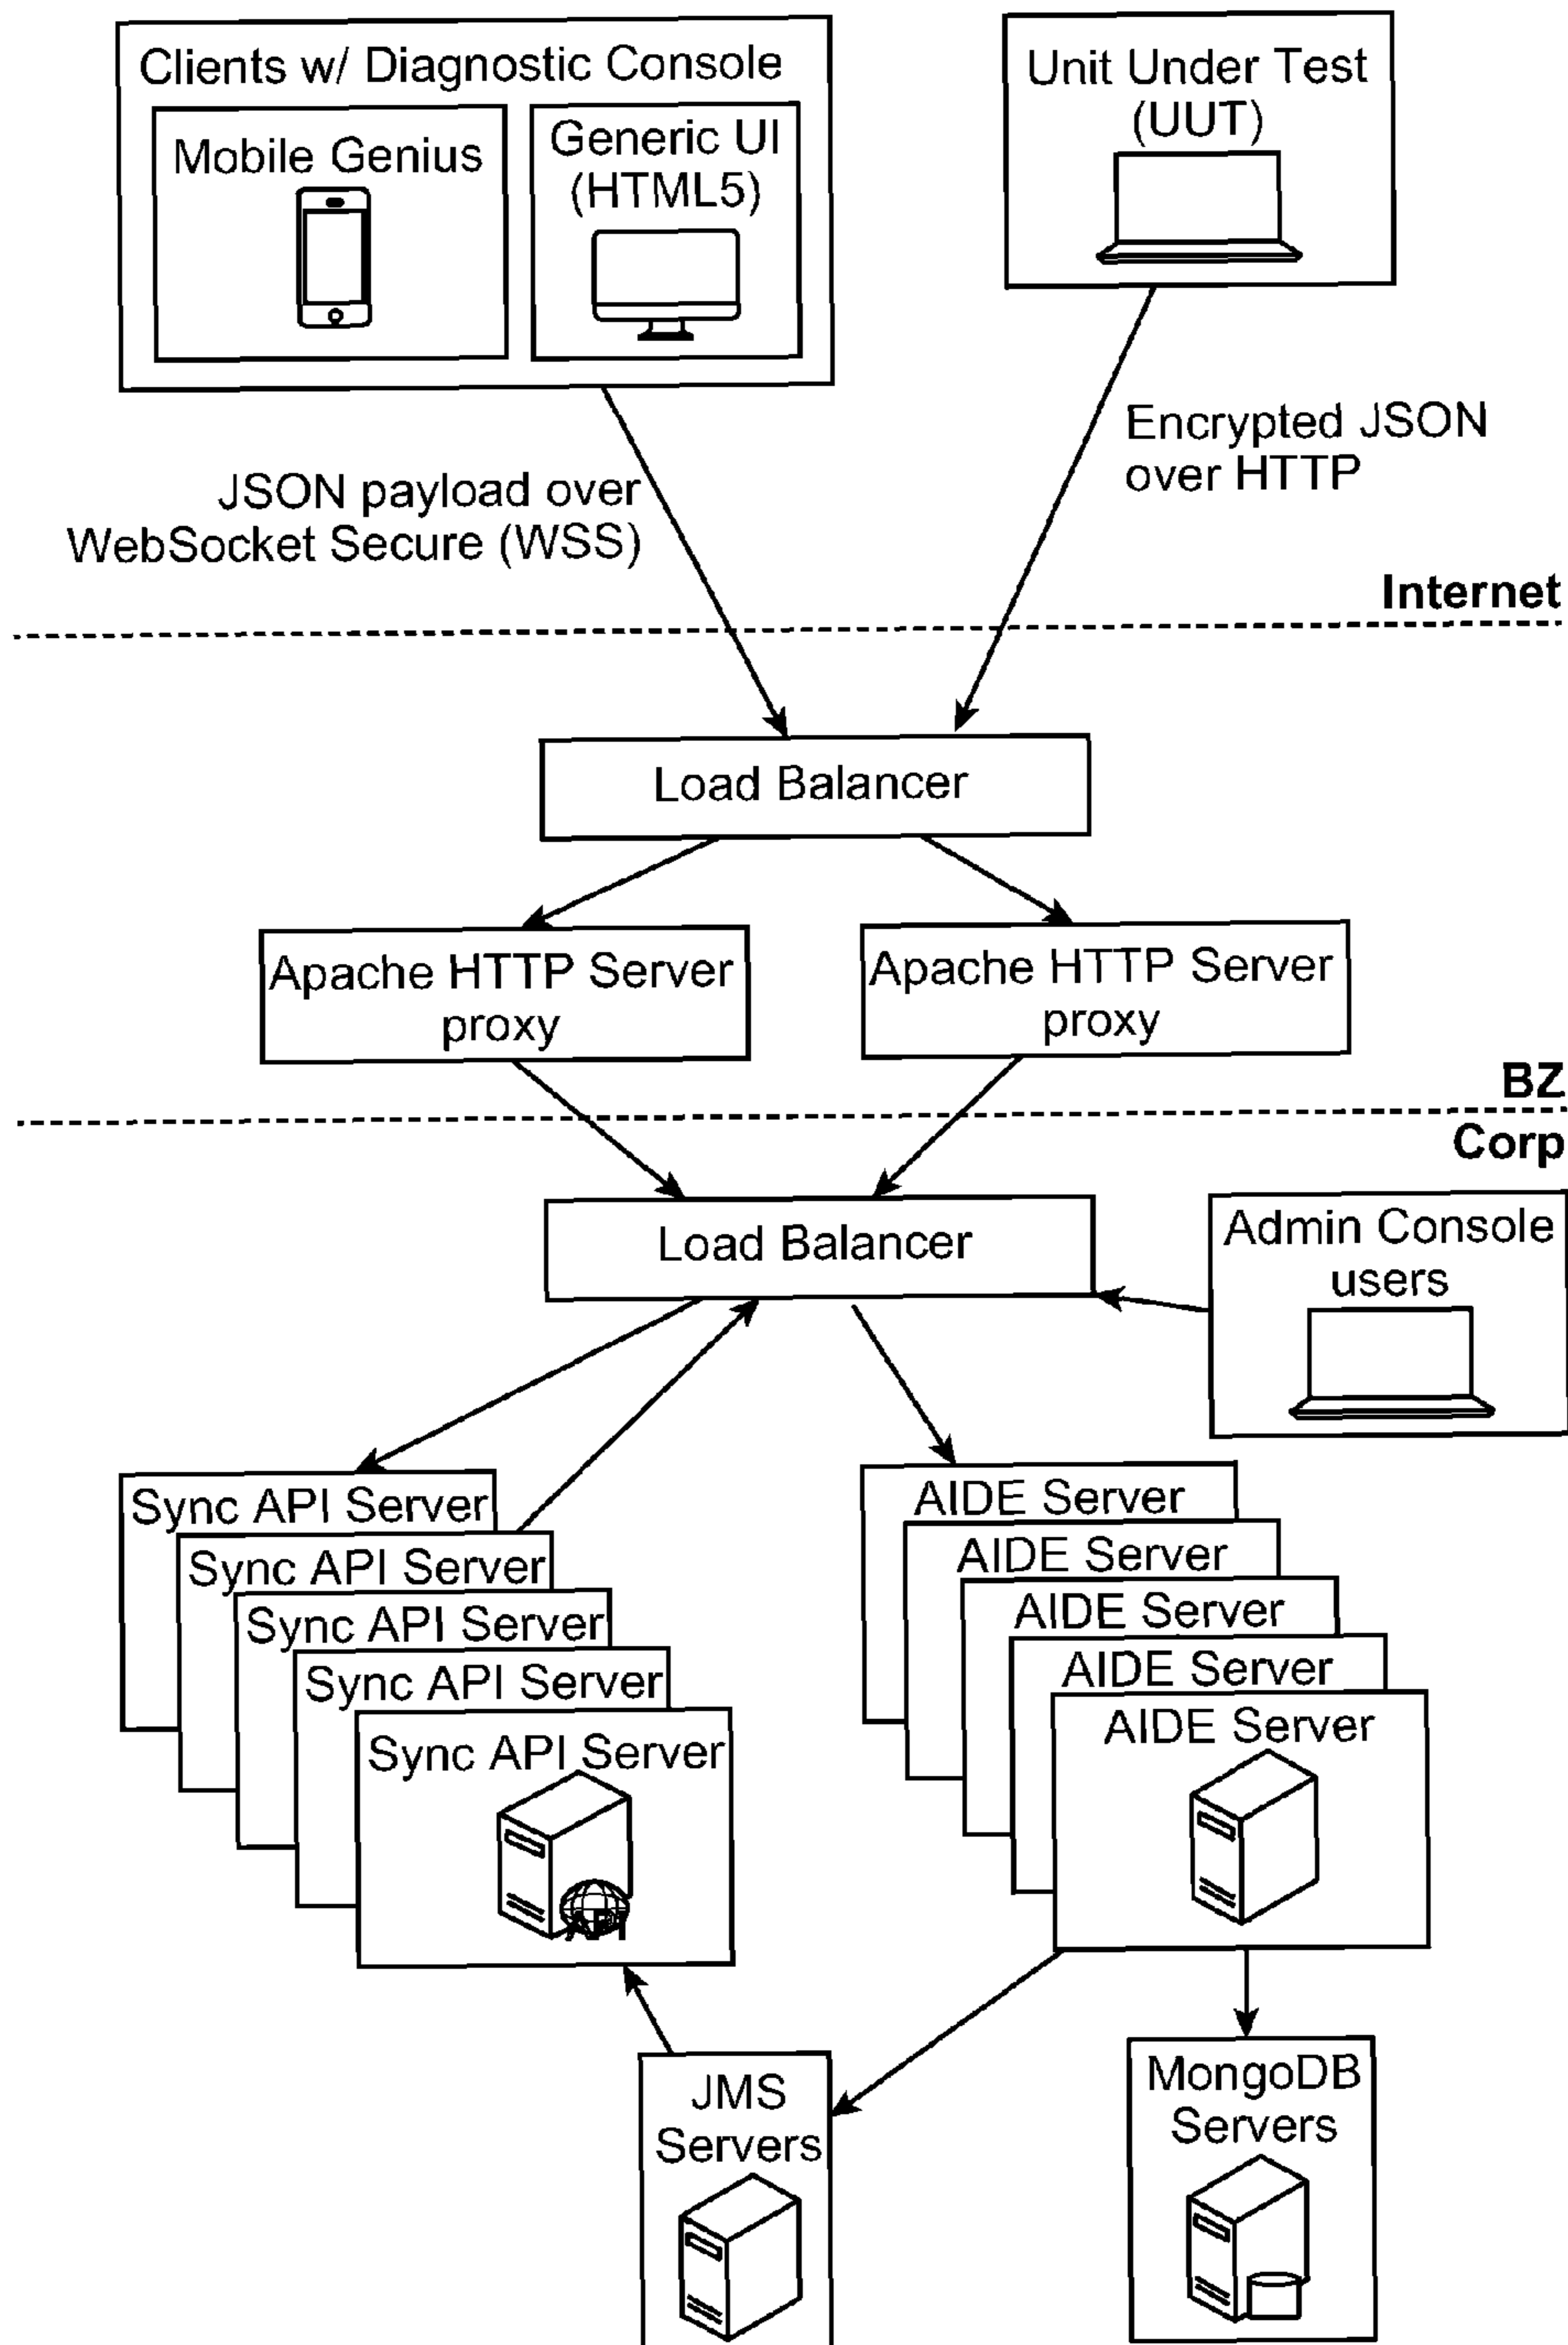 Clients w/ Diagnostic Console
Mobile Genius
Generic UI
(HTML5)
Unit Under Test
(UUT)
JSON payload over
WebSocket Secure (WSS)
Encrypted JSON
over HTTP
Internet
Load Balancer
Apache HTTP Server
proxy
Apache HTTP Server
proxy
BZ
Corp
Load Balancer
Admin Console
users
Sync API Server
Sync API Server
Sync API Server
Sync API Server
Sync API Server
API
AIDE Server
AIDE Server
AIDE Server
AIDE Server
AIDE Server
JMS
Servers
MongoDB
Servers